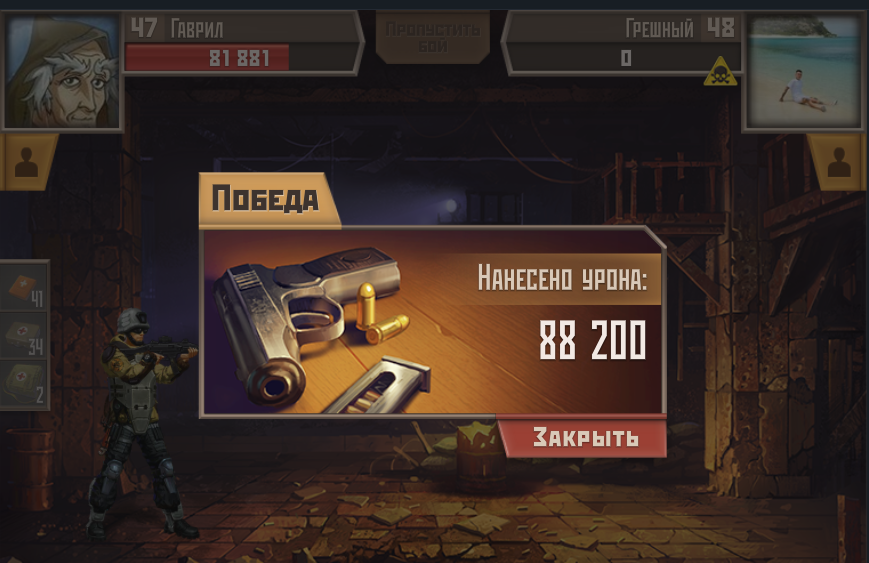 47 Гаврил
81 881
Пропустить
бой
Грешный 48
0
Победа
Нанесено урона:
88 200
41
34
2
Закрыть